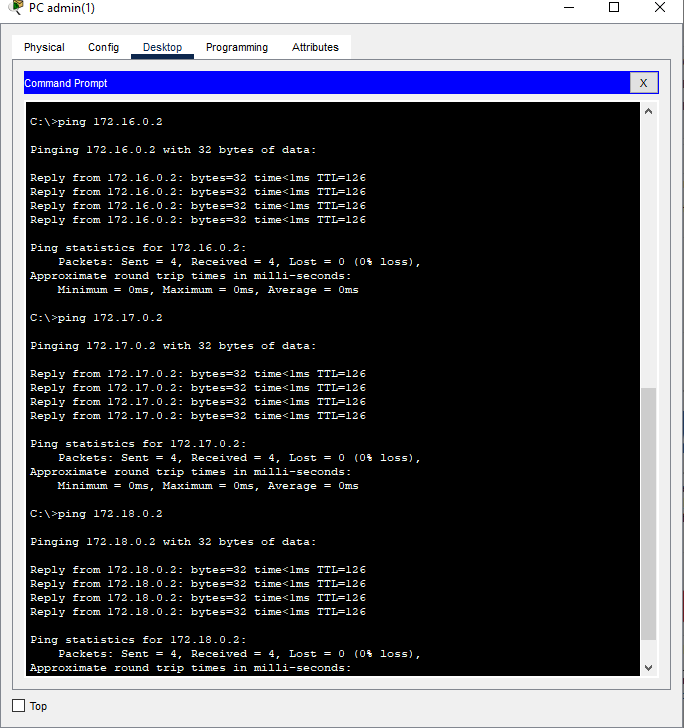 PC admin(1)
Physical Config Desktop Programming Attributes
Command Prompt X
C:\>ping 172.16.0.2
Pinging 172.16.0.2 with 32 bytes of data:
Reply from 172.16.0.2: bytes=32 time<1ms TTL=126
Reply from 172.16.0.2: bytes=32 time<1ms TTL=126
Reply from 172.16.0.2: bytes=32 time<1ms TTL=126
Reply from 172.16.0.2: bytes=32 time<1ms TTL=126
Ping statistics for 172.16.0.2:
Packets: Sent = 4, Received = 4, Lost = 0 (0% loss),
Approximate round trip times in milli-seconds:
Minimum = 0ms, Maximum = 0ms, Average = 0ms
C:\>ping 172.17.0.2
Pinging 172.17.0.2 with 32 bytes of data:
Reply from 172.17.0.2: bytes=32 time<1ms TTL=126
Reply from 172.17.0.2: bytes=32 time<1ms TTL=126
Reply from 172.17.0.2: bytes=32 time<1ms TTL=126
Reply from 172.17.0.2: bytes=32 time<1ms TTL=126
Ping statistics for 172.17.0.2:
Packets: Sent = 4, Received = 4, Lost = 0 (0% loss),
Approximate round trip times in milli-seconds:
Minimum = 0ms, Maximum = 0ms, Average = 0ms
C:\>ping 172.18.0.2
Pinging 172.18.0.2 with 32 bytes of data:
Reply from 172.18.0.2: bytes=32 time<1ms TTL=126
Reply from 172.18.0.2: bytes=32 time<1ms TTL=126
Reply from 172.18.0.2: bytes=32 time<1ms TTL=126
Reply from 172.18.0.2: bytes=32 time<1ms TTL=126
Ping statistics for 172.18.0.2:
Packets: Sent = 4, Received = 4, Lost = 0 (0% loss),
Approximate round trip times in milli-seconds:
Top